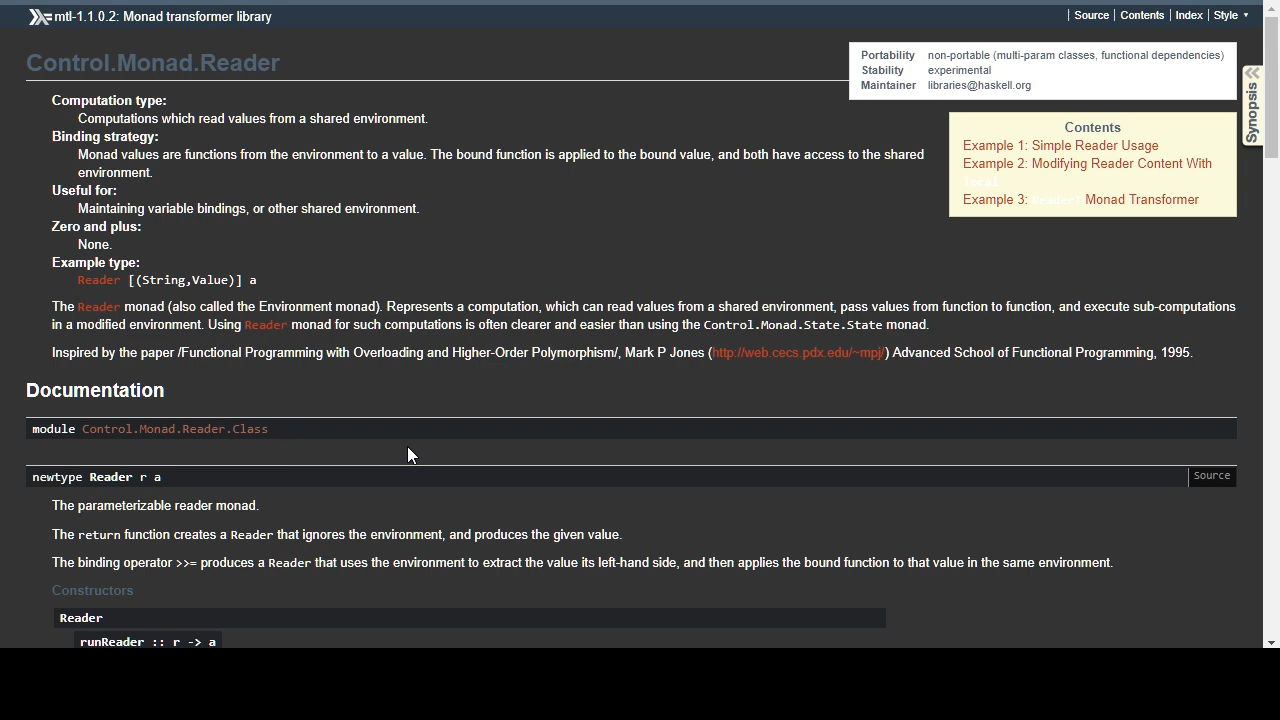 mtl-1.1.0.2: Monad transformer library
Source Contents Index Style ▾
Control.Monad.Reader
Portability non-portable (multi-param classes, functional dependencies)
Stability experimental
Maintainer libraries@haskell.org
Synopsis
Contents
Example 1: Simple Reader Usage
Example 2: Modifying Reader Content With
local
Example 3: ReaderT Monad Transformer
Computation type:
Computations which read values from a shared environment.
Binding strategy:
Monad values are functions from the environment to a value. The bound function is applied to the bound value, and both have access to the shared
environment.
Useful for:
Maintaining variable bindings, or other shared environment.
Zero and plus:
None.
Example type:
Reader [(String,Value)] a
The Reader monad (also called the Environment monad). Represents a computation, which can read values from a shared environment, pass values from function to function, and execute sub-computations
in a modified environment. Using Reader monad for such computations is often clearer and easier than using the Control.Monad.State.State monad.
Inspired by the paper /Functional Programming with Overloading and Higher-Order Polymorphism/, Mark P Jones (http://web.cecs.pdx.edu/~mpj/) Advanced School of Functional Programming, 1995.
Documentation
module Control.Monad.Reader.Class
newtype Reader r a
Source
The parameterizable reader monad.
The return function creates a Reader that ignores the environment, and produces the given value.
The binding operator >>= produces a Reader that uses the environment to extract the value its left-hand side, and then applies the bound function to that value in the same environment.
Constructors
Reader
runReader :: r -> a